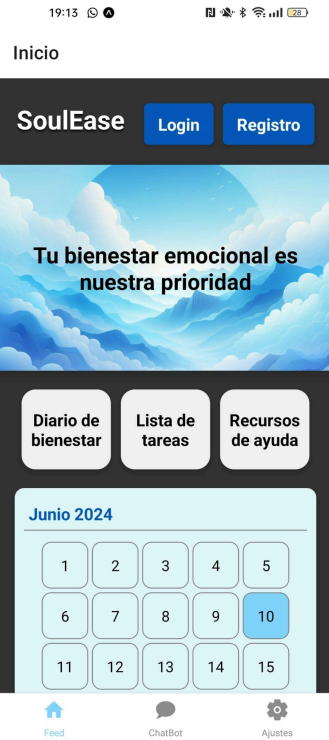 19:13 28
Inicio
SoulEase Login Registro
Tu bienestar emocional es
nuestra prioridad
Diario de Lista de Recursos
bienestar tareas de ayuda
Junio 2024
1 2 3 4 5
6 7 8 9 10
11 12 13 14 15
Feed ChatBot Ajustes